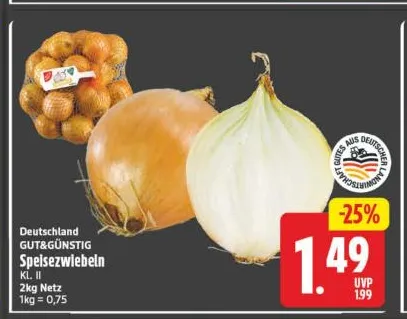 GUTES AUS DEUTSCHER LANDWIRTSCHAFT
-25%
Deutschland
GUT&GÜNSTIG
Speisezwiebeln
KL. II
2kg Netz
1kg = 0,75
1.49
UVP
1.99